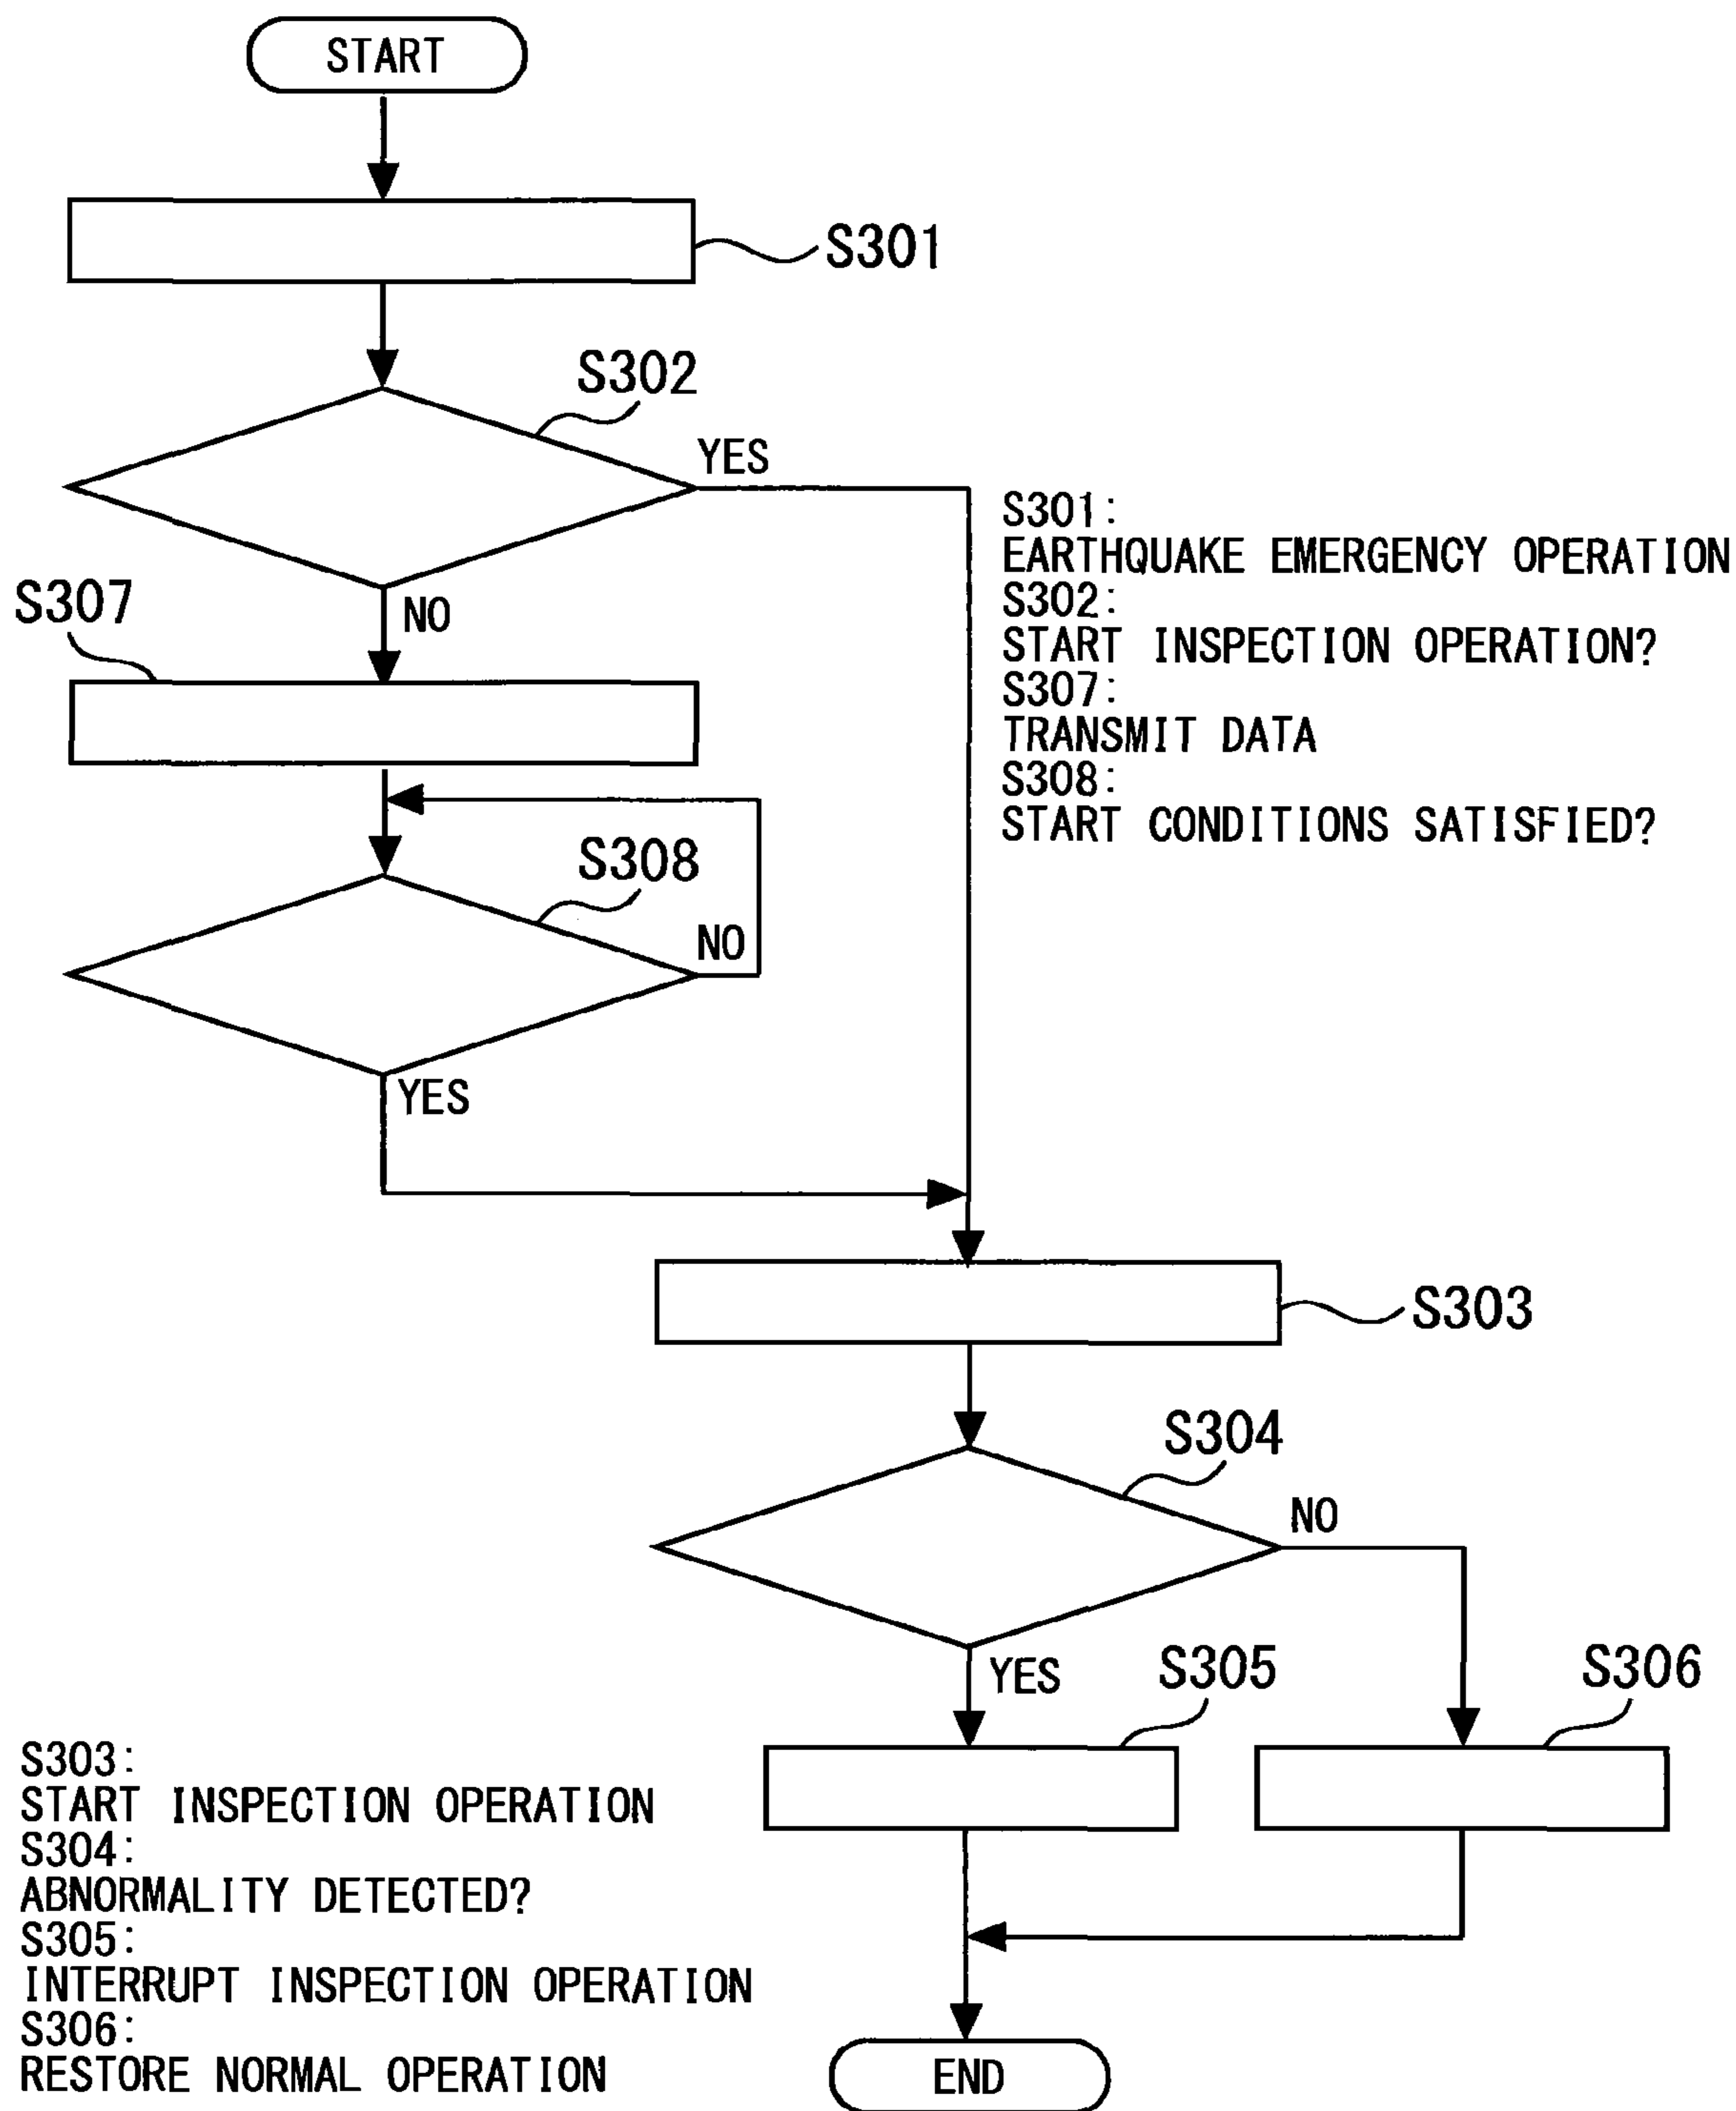 START
S301
S302
YES
S301:
EARTHQUAKE EMERGENCY OPERATION
S302:
START INSPECTION OPERATION?
S307:
TRANSMIT DATA
S308:
START CONDITIONS SATISFIED?
S307
NO
S308
NO
YES
S303
S304
NO
YES
S305
S306
S303:
START INSPECTION OPERATION
S304:
ABNORMALITY DETECTED?
S305:
INTERRUPT INSPECTION OPERATION
S306:
RESTORE NORMAL OPERATION
END